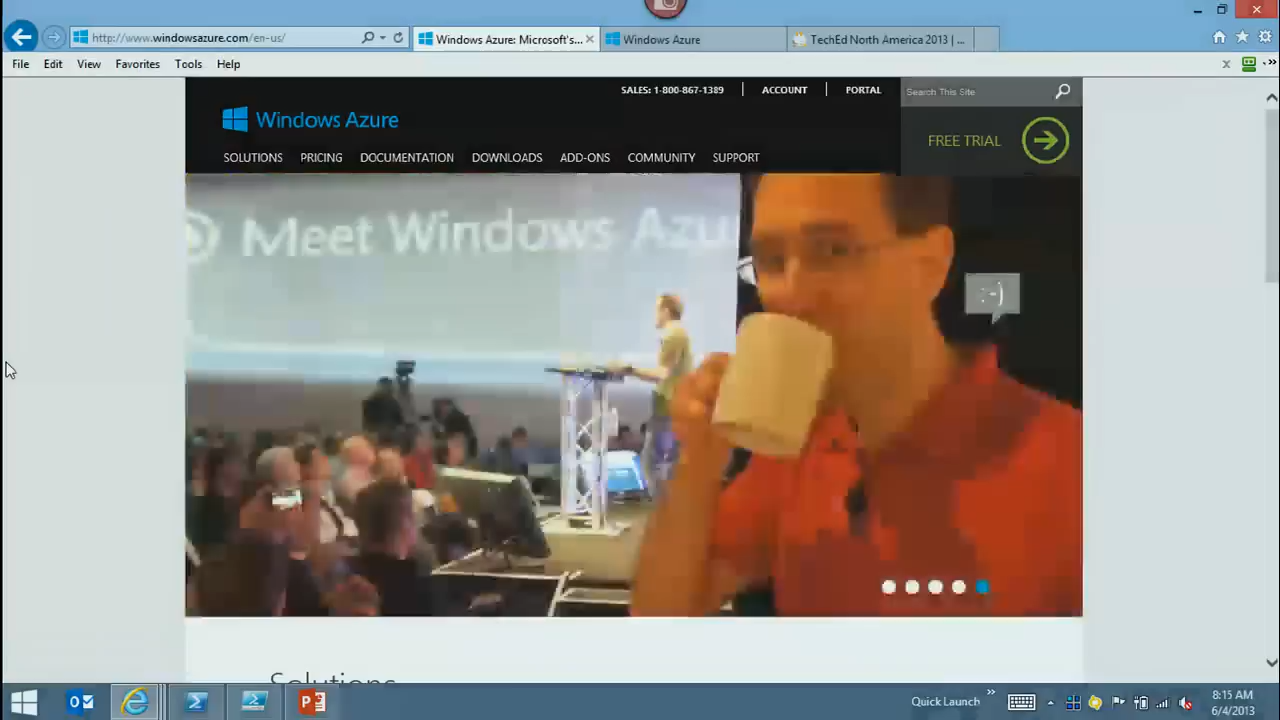 http://www.windowsazure.com/en-us/
Windows Azure: Microsoft's...
Windows Azure
TechEd North America 2013 | ...
File Edit View Favorites Tools Help
SALES: 1-800-867-1389 ACCOUNT PORTAL
Search This Site
Windows Azure
FREE TRIAL
SOLUTIONS PRICING DOCUMENTATION DOWNLOADS ADD-ONS COMMUNITY SUPPORT
Meet Windows Azu
:-)
Solutions
Quick Launch
8:15 AM
6/4/2013